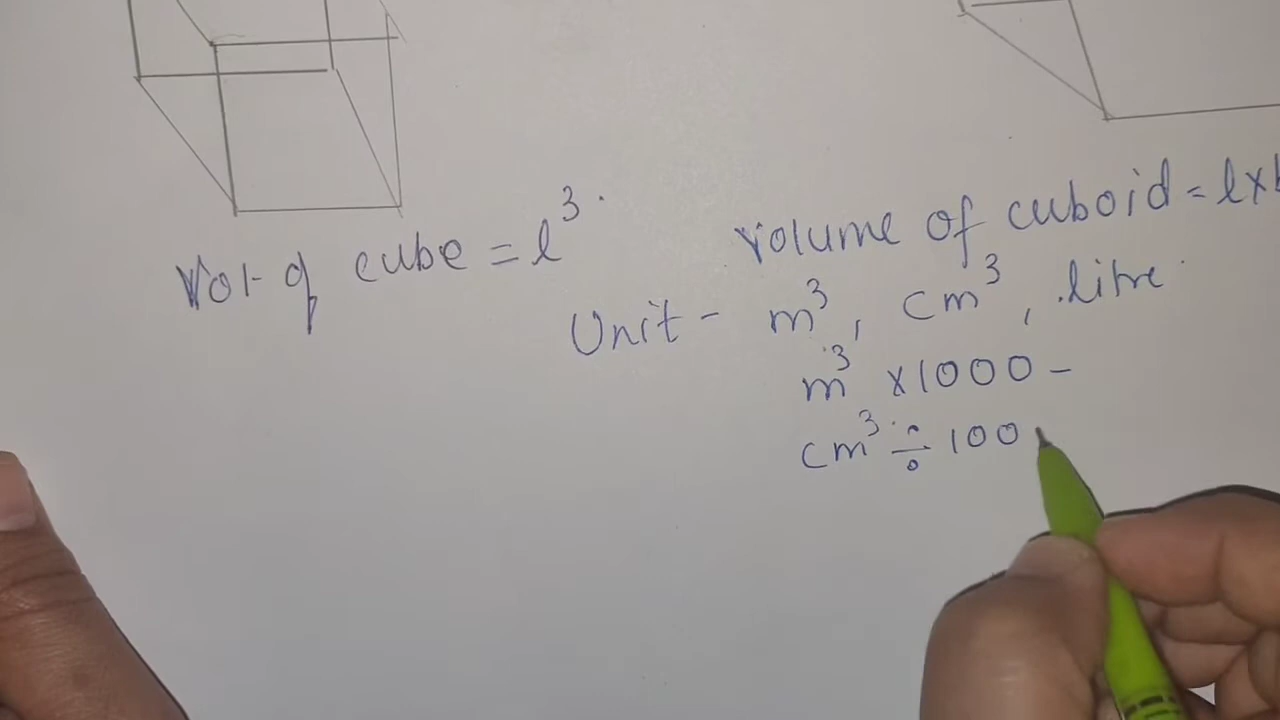 Vol- of cube = l³.
volume of cuboid = l x b
Unit - m³, cm³, litre
m³ x 1000 -
cm³ ÷ 100